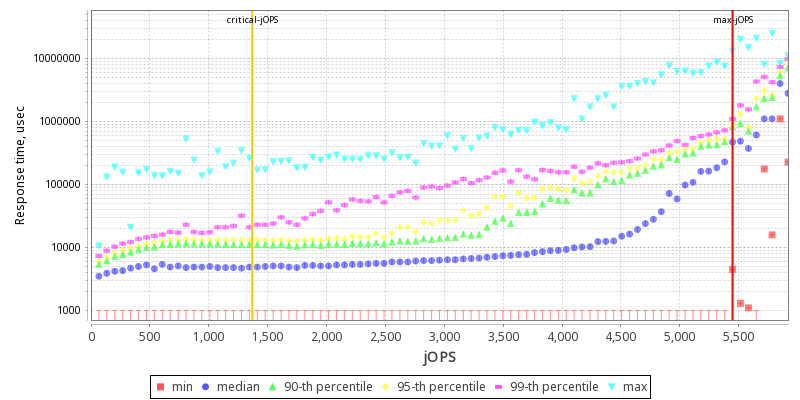 critical-jOPS max-jOPS
Response time, usec
10000000
1000000
100000
10000
1000
0 500 1,000 1,500 2,000 2,500 3,000 3,500 4,000 4,500 5,000 5,500
jOPS
min median 90-th percentile 95-th percentile 99-th percentile max